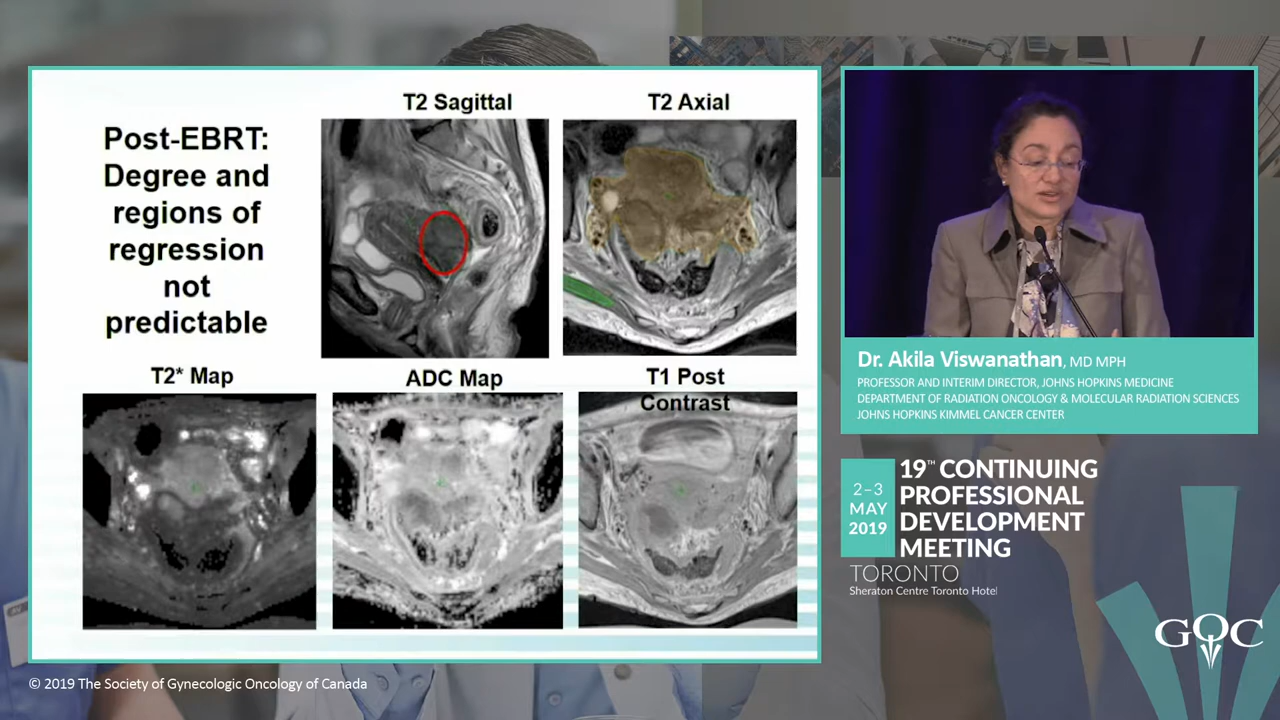 Post-EBRT:
Degree and
regions of
regression
not
predictable
T2 Sagittal
T2 Axial
T2* Map
ADC Map
T1 Post
Contrast
Dr. Akila Viswanathan, MD MPH
PROFESSOR AND INTERIM DIRECTOR, JOHNS HOPKINS MEDICINE
DEPARTMENT OF RADIATION ONCOLOGY & MOLECULAR RADIATION SCIENCES
JOHNS HOPKINS KIMMEL CANCER CENTER
2–3
MAY
2019
19TH CONTINUING
PROFESSIONAL
DEVELOPMENT
MEETING
TORONTO
Sheraton Centre Toronto Hotel
GOC
© 2019 The Society of Gynecologic Oncology of Canada